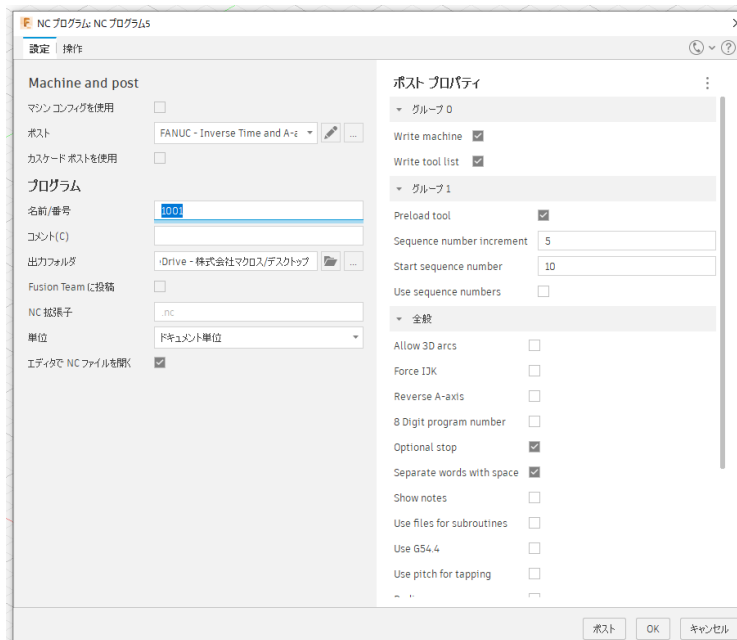 NC プログラム: NC プログラム5
設定 操作
Machine and post
マシン コンフィグを使用
ポスト FANUC - Inverse Time and A-a
...
カスケード ポストを使用
プログラム
名前/番号 1001
コメント(C)
出力フォルダ ·Drive - 株式会社マクロス/デスクトップ ...
Fusion Team に投稿
NC 拡張子 .nc
単位 ドキュメント単位
エディタで NC ファイルを開く
ポスト プロパティ
グループ 0
Write machine
Write tool list
グループ 1
Preload tool
Sequence number increment 5
Start sequence number 10
Use sequence numbers
全般
Allow 3D arcs
Force IJK
Reverse A-axis
8 Digit program number
Optional stop
Separate words with space
Show notes
Use files for subroutines
Use G54.4
Use pitch for tapping
ポスト OK キャンセル